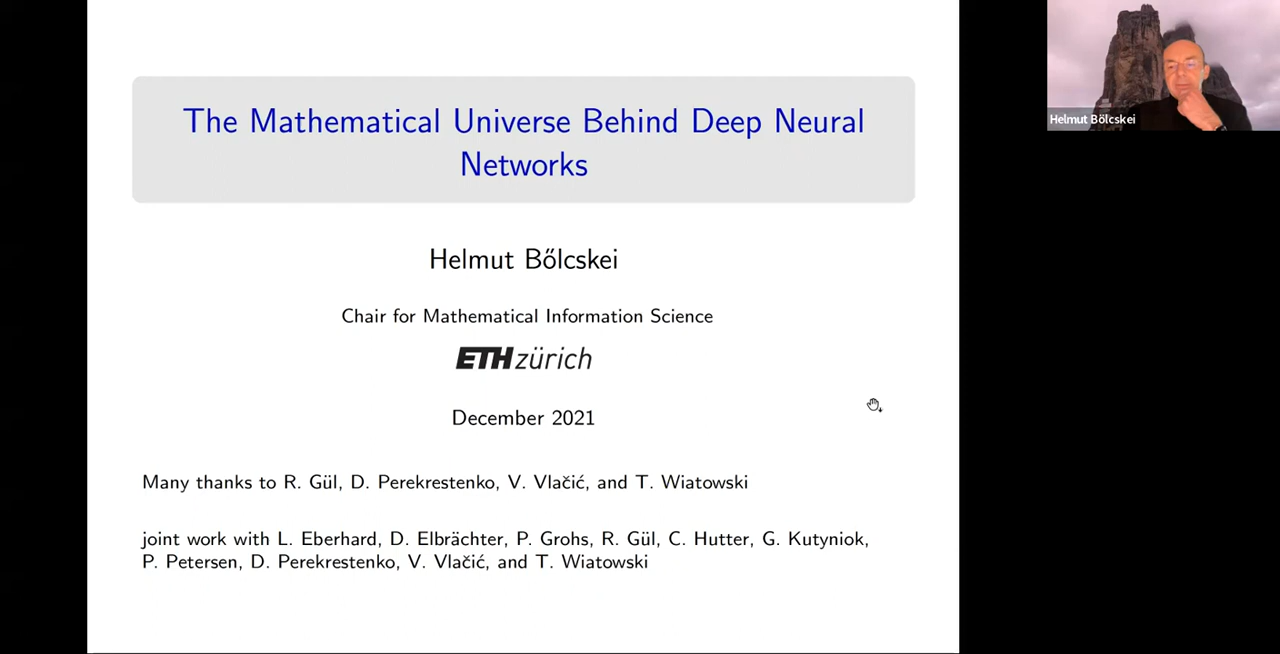 The Mathematical Universe Behind Deep Neural
Networks
Helmut Bőlcskei
Chair for Mathematical Information Science
ETH zürich
December 2021
Many thanks to R. Gül, D. Perekrestenko, V. Vlačić, and T. Wiatowski
joint work with L. Eberhard, D. Elbrächter, P. Grohs, R. Gül, C. Hutter, G. Kutyniok,
P. Petersen, D. Perekrestenko, V. Vlačić, and T. Wiatowski
Helmut Bölcskei